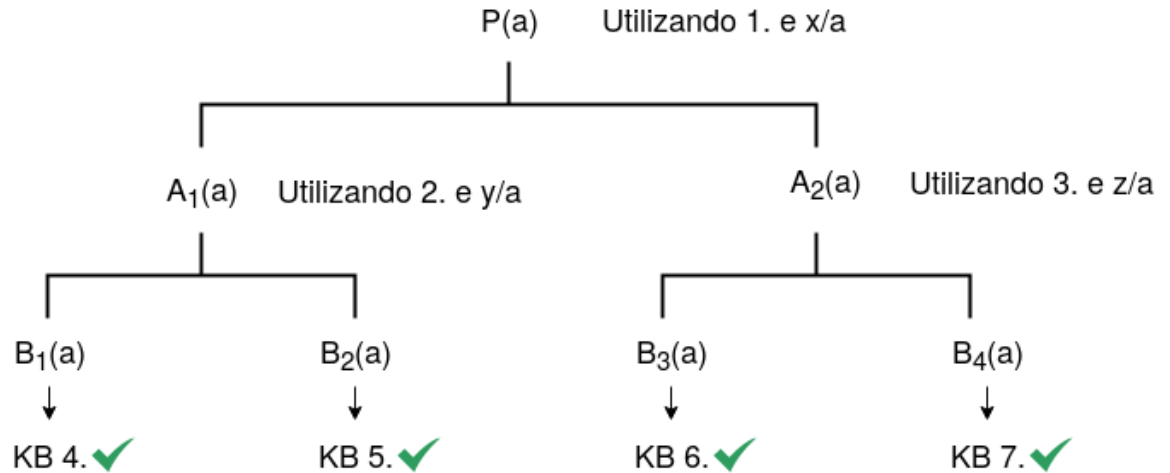 P(a) Utilizando 1. e x/a
A₁(a) Utilizando 2. e y/a A₂(a) Utilizando 3. e z/a
B₁(a) B₂(a) B₃(a) B₄(a)
KB 4. KB 5. KB 6. KB 7.